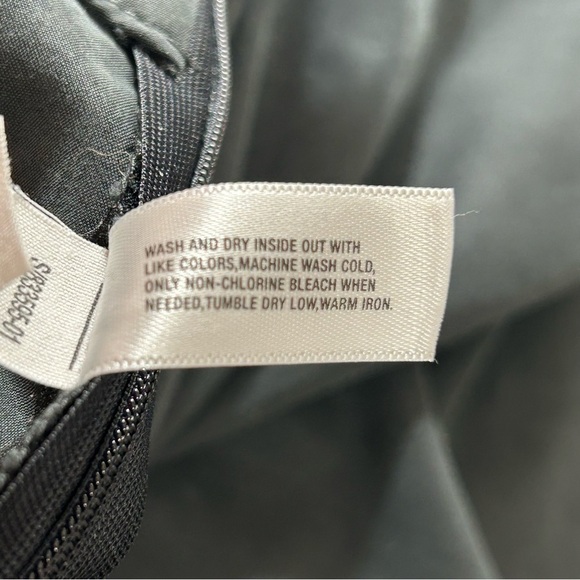 WASH AND DRY INSIDE OUT WITH
LIKE COLORS,MACHINE WASH COLD,
ONLY NON-CHLORINE BLEACH WHEN
NEEDED,TUMBLE DRY LOW,WARM IRON.